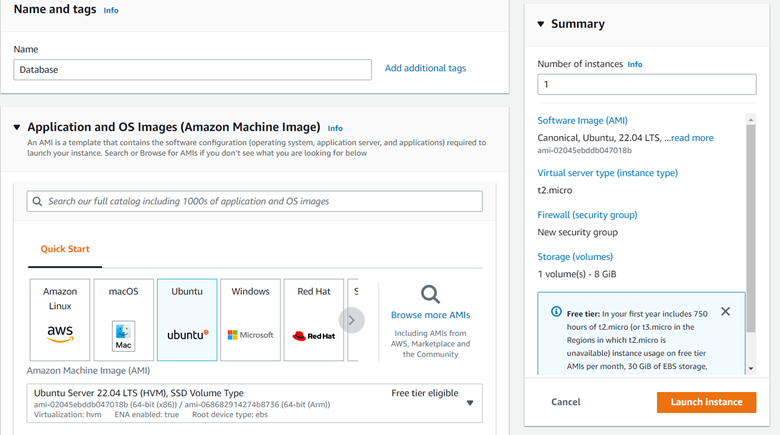 Name and tags Info
Name
Database
Add additional tags
Application and OS Images (Amazon Machine Image) Info
An AMI is a template that contains the software configuration (operating system, application server, and applications) required to
launch your instance. Search or Browse for AMIs if you don't see what you are looking for below
Search our full catalog including 1000s of application and OS images
Quick Start
Amazon
Linux
aws
macOS
Mac
Ubuntu
ubuntu
Windows
Microsoft
Red Hat
Red Hat
S
Browse more AMIs
Including AMIs from
AWS, Marketplace and
the Community
Amazon Machine Image (AMI)
Ubuntu Server 22.04 LTS (HVM), SSD Volume Type
Free tier eligible
ami-02045ebddb047018b (64-bit (x86)) / ami-068682914274b8736 (64-bit (Arm))
Virtualization: hvm ENA enabled: true Root device type: ebs
Summary
Number of instances Info
1
Software Image (AMI)
Canonical, Ubuntu, 22.04 LTS, ...read more
ami-02045ebddb047018b
Virtual server type (instance type)
t2.micro
Firewall (security group)
New security group
Storage (volumes)
1 volume(s) - 8 GiB
Free tier: In your first year includes 750
hours of t2.micro (or t3.micro in the
Regions in which t2.micro is
unavailable) instance usage on free tier
AMIs per month, 30 GiB of EBS storage,
Cancel
Launch instance